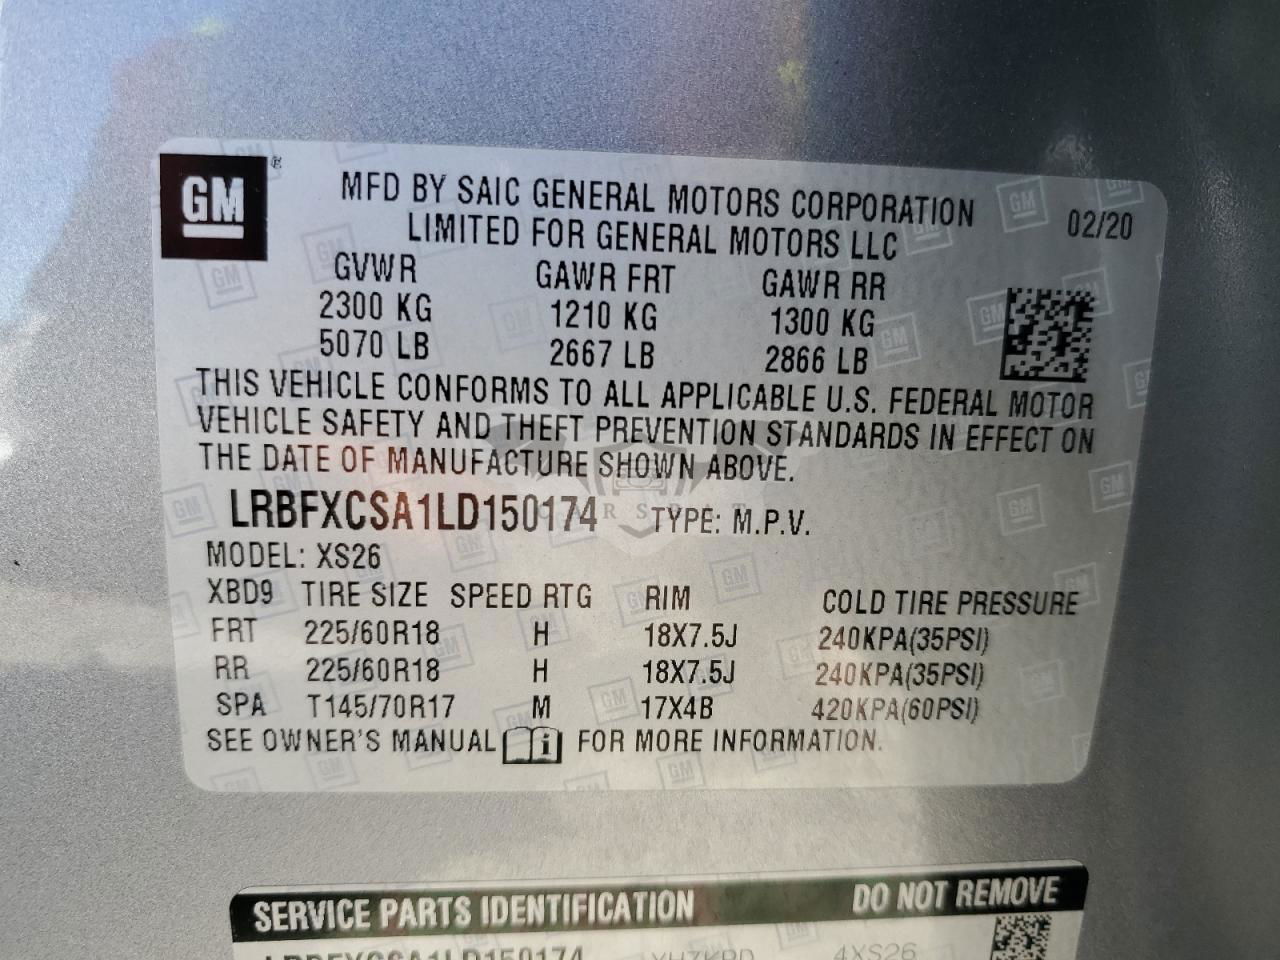 GM
MFD BY SAIC GENERAL MOTORS CORPORATION
LIMITED FOR GENERAL MOTORS LLC
02/20
GVWR GAWR FRT GAWR RR
2300 KG 1210 KG 1300 KG
5070 LB 2667 LB 2866 LB
THIS VEHICLE CONFORMS TO ALL APPLICABLE U.S. FEDERAL MOTOR
VEHICLE SAFETY AND THEFT PREVENTION STANDARDS IN EFFECT ON
THE DATE OF MANUFACTURE SHOWN ABOVE.
LRBFXCSA1LD150174 TYPE: M.P.V.
MODEL: XS26
XBD9 TIRE SIZE SPEED RTG RIM COLD TIRE PRESSURE
FRT 225/60R18 H 18X7.5J 240KPA(35PSI)
RR 225/60R18 H 18X7.5J 240KPA(35PSI)
SPA T145/70R17 M 17X4B 420KPA(60PSI)
SEE OWNER'S MANUAL i FOR MORE INFORMATION.
SERVICE PARTS IDENTIFICATION DO NOT REMOVE
LRBFXCSA1LD150174 4XS26